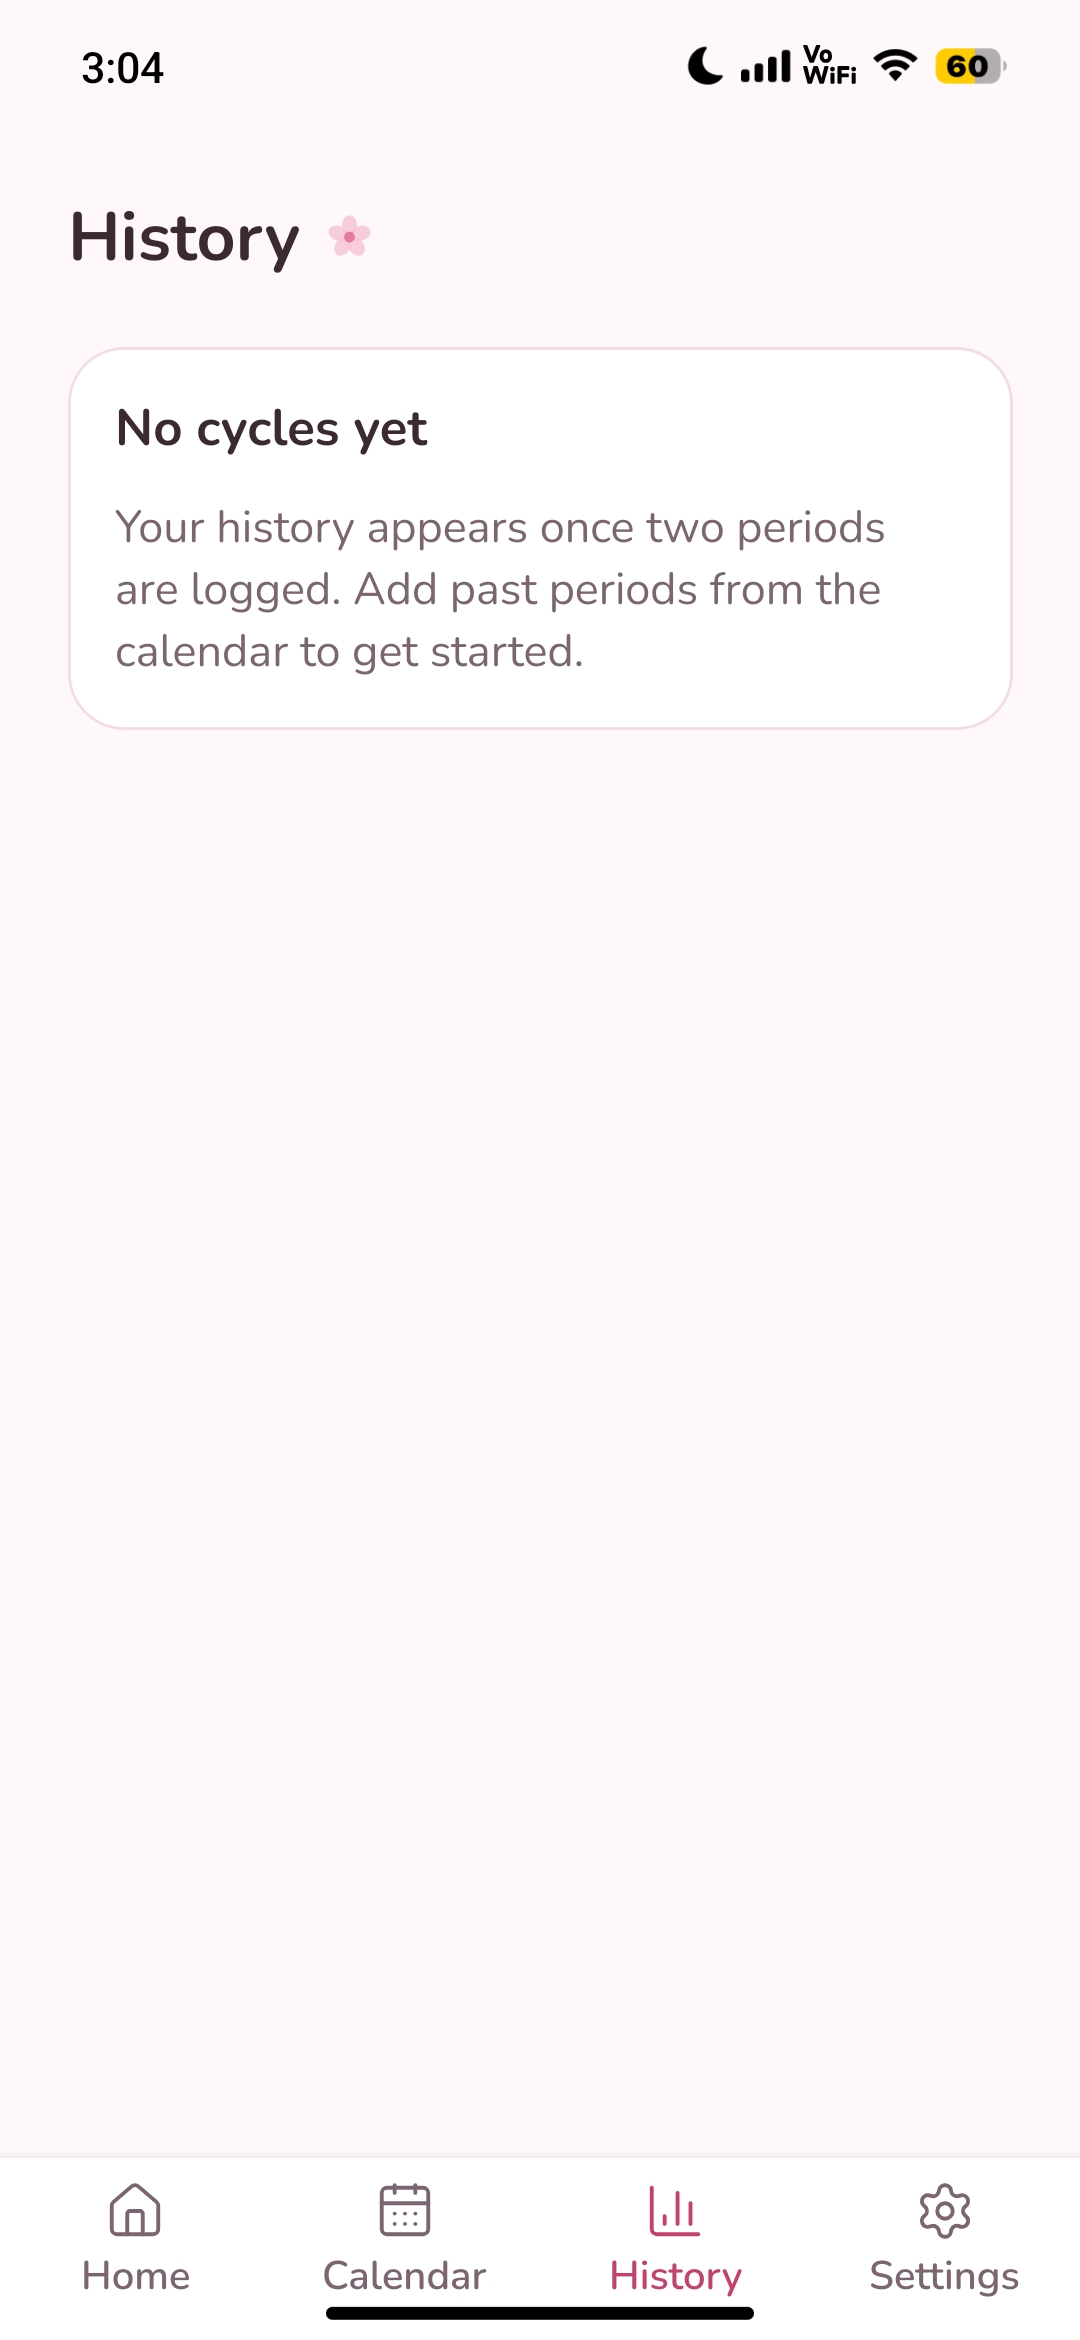 3:04
Vo
WiFi
60
History
No cycles yet
Your history appears once two periods
are logged. Add past periods from the
calendar to get started.
Home
Calendar
History
Settings